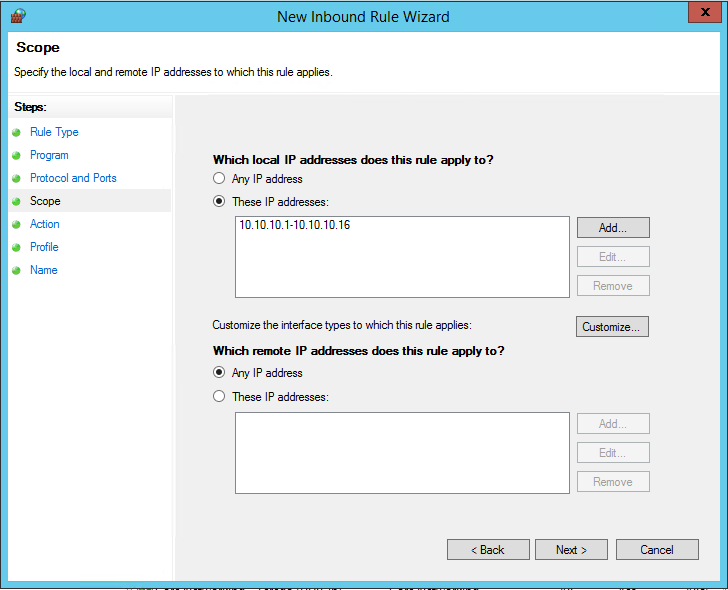 New Inbound Rule Wizard
x
Scope
Specify the local and remote IP addresses to which this rule applies.
Steps:
Rule Type
Program
Protocol and Ports
Scope
Action
Profile
Name
Which local IP addresses does this rule apply to?
Any IP address
These IP addresses:
10.10.10.1-10.10.10.16
Add...
Edit...
Remove
Customize the interface types to which this rule applies:
Customize...
Which remote IP addresses does this rule apply to?
Any IP address
These IP addresses:
Add...
Edit...
Remove
< Back
Next >
Cancel